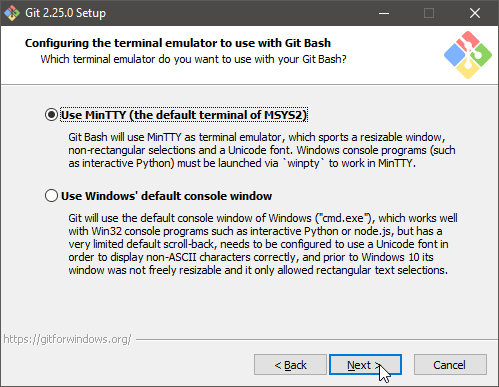 Git 2.25.0 Setup
Configuring the terminal emulator to use with Git Bash
Which terminal emulator do you want to use with your Git Bash?
Use MinTTY (the default terminal of MSYS2)
Git Bash will use MinTTY as terminal emulator, which sports a resizable window,
non-rectangular selections and a Unicode font. Windows console programs (such
as interactive Python) must be launched via `winpty` to work in MinTTY.
Use Windows' default console window
Git will use the default console window of Windows ("cmd.exe"), which works well
with Win32 console programs such as interactive Python or node.js, but has a
very limited default scroll-back, needs to be configured to use a Unicode font in
order to display non-ASCII characters correctly, and prior to Windows 10 its
window was not freely resizable and it only allowed rectangular text selections.
https://gitforwindows.org/
< Back
Next >
Cancel